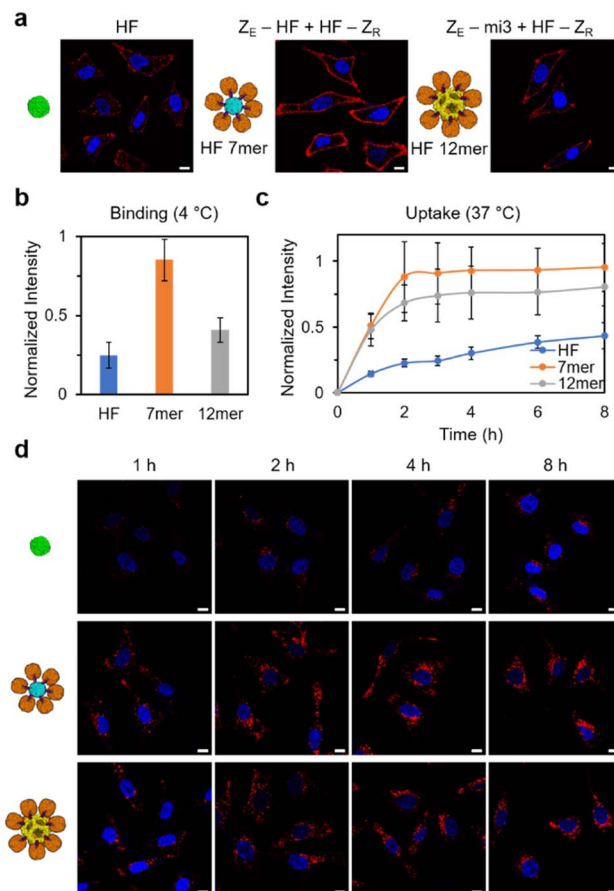 a
HF
Z_E – HF + HF – Z_R
Z_E – mi3 + HF – Z_R
HF 7mer
HF 12mer
b
Binding (4 °C)
Normalized Intensity
1
0.5
0
HF
7mer
12mer
c
Uptake (37 °C)
Normalized Intensity
1
0.5
0
HF
7mer
12mer
0
2
4
6
8
Time (h)
d
1 h
2 h
4 h
8 h